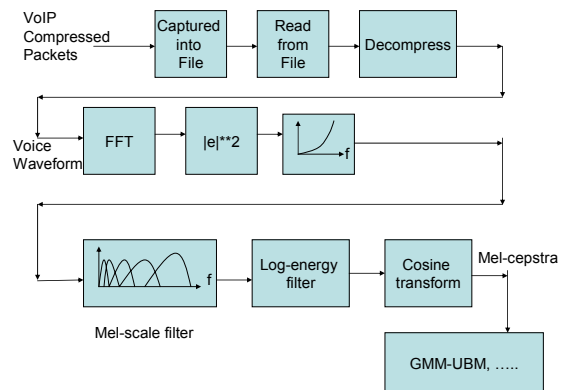 VoIP
Compressed
Packets
Captured
into
File
Read
from
File
Decompress
Voice
Waveform
FFT
|e|**2
f
f
Mel-scale filter
Log-energy
filter
Cosine
transform
Mel-cepstra
GMM-UBM, …..